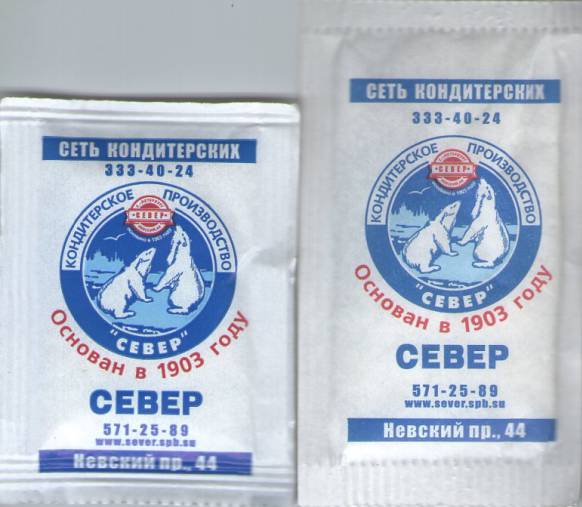 СЕТЬ КОНДИТЕРСКИХ
333-40-24
КОНДИТЕРСКОЕ ПРОИЗВОДСТВО
СЕВЕР
"СЕВЕР"
Основан в 1903 году
СЕВЕР
571-25-89
www.sever.spb.su
Невский пр., 44
СЕТЬ КОНДИТЕРСКИХ
333-40-24
КОНДИТЕРСКОЕ ПРОИЗВОДСТВО
СЕВЕР
"СЕВЕР"
Основан в 1903 году
СЕВЕР
571-25-89
www.sever.spb.su
Невский пр., 44